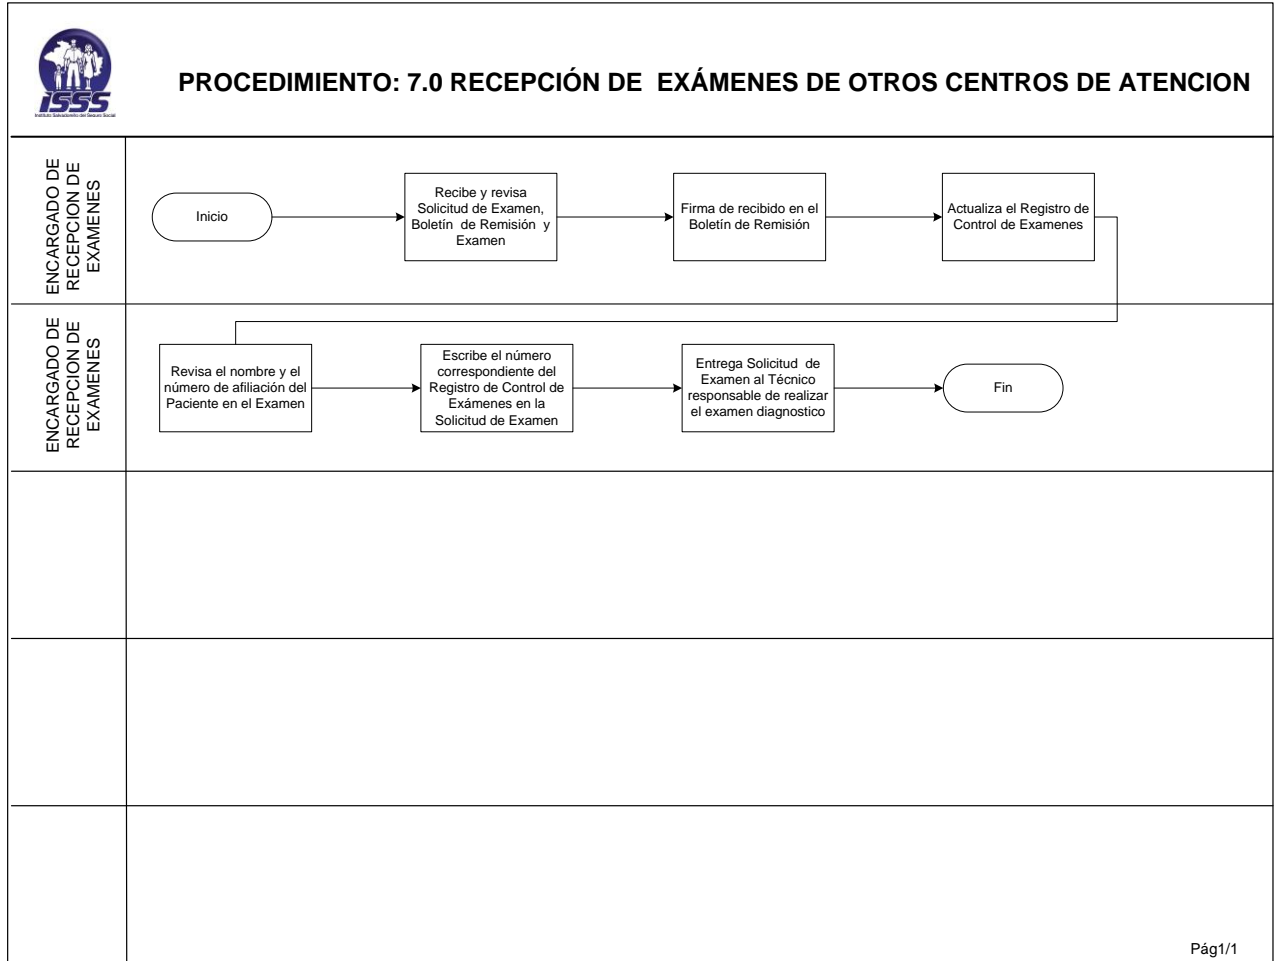 iSSS
Instituto Salvadoreño del Seguro Social
PROCEDIMIENTO: 7.0 RECEPCIÓN DE EXÁMENES DE OTROS CENTROS DE ATENCION
ENCARGADO DE
RECEPCION DE
EXAMENES
Inicio
Recibe y revisa
Solicitud de Examen,
Boletín de Remisión y
Examen
Firma de recibido en el
Boletín de Remisión
Actualiza el Registro de
Control de Examenes
ENCARGADO DE
RECEPCION DE
EXAMENES
Revisa el nombre y el
número de afiliación del
Paciente en el Examen
Escribe el número
correspondiente del
Registro de Control de
Exámenes en la
Solicitud de Examen
Entrega Solicitud de
Examen al Técnico
responsable de realizar
el examen diagnostico
Fin
Pág1/1